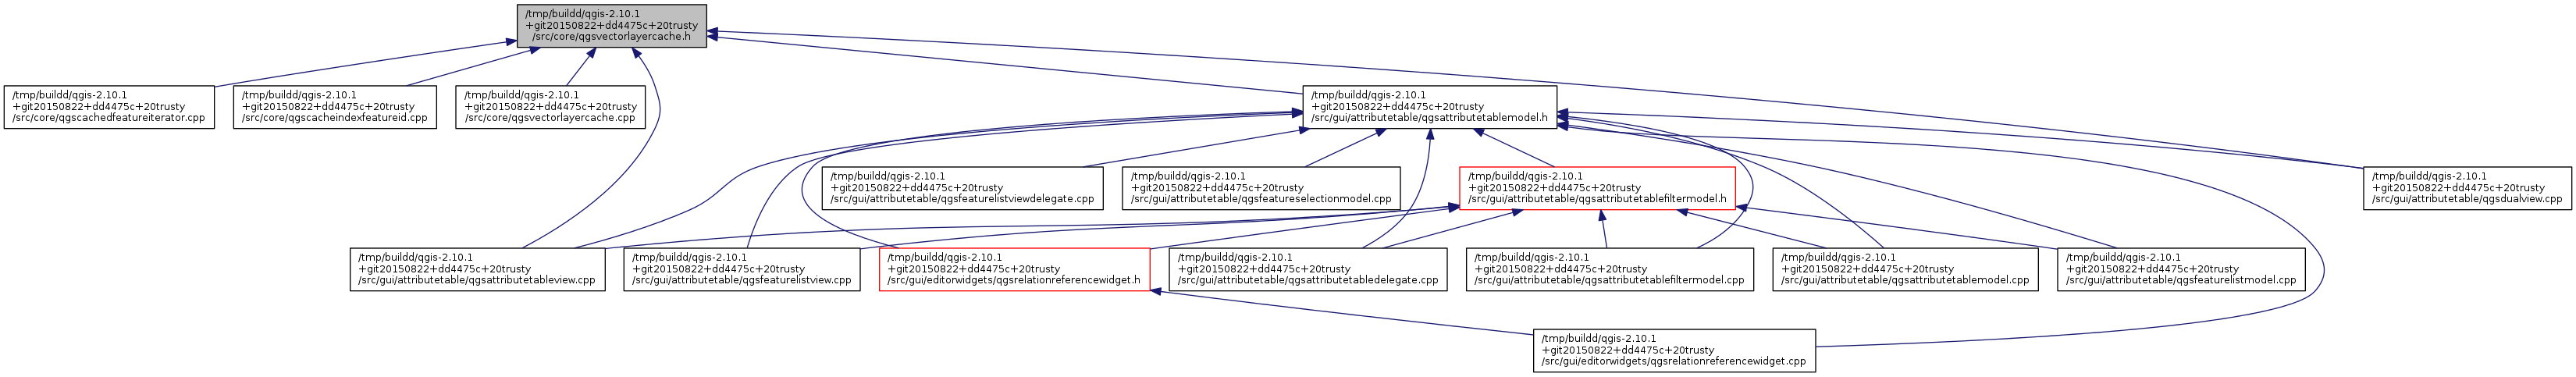 /tmp/buildd/qgis-2.10.1
+git20150822+dd4475c+20trusty
/src/core/qgsvectorlayercache.h
/tmp/buildd/qgis-2.10.1
+git20150822+dd4475c+20trusty
/src/core/qgscachedfeatureiterator.cpp
/tmp/buildd/qgis-2.10.1
+git20150822+dd4475c+20trusty
/src/core/qgscacheindexfeatureid.cpp
/tmp/buildd/qgis-2.10.1
+git20150822+dd4475c+20trusty
/src/core/qgsvectorlayercache.cpp
/tmp/buildd/qgis-2.10.1
+git20150822+dd4475c+20trusty
/src/gui/attributetable/qgsattributetablemodel.h
/tmp/buildd/qgis-2.10.1
+git20150822+dd4475c+20trusty
/src/gui/attributetable/qgsfeaturelistviewdelegate.cpp
/tmp/buildd/qgis-2.10.1
+git20150822+dd4475c+20trusty
/src/gui/attributetable/qgsfeatureselectionmodel.cpp
/tmp/buildd/qgis-2.10.1
+git20150822+dd4475c+20trusty
/src/gui/attributetable/qgsattributetablefiltermodel.h
/tmp/buildd/qgis-2.10.1
+git20150822+dd4475c+20trusty
/src/gui/attributetable/qgsdualview.cpp
/tmp/buildd/qgis-2.10.1
+git20150822+dd4475c+20trusty
/src/gui/attributetable/qgsattributetableview.cpp
/tmp/buildd/qgis-2.10.1
+git20150822+dd4475c+20trusty
/src/gui/attributetable/qgsfeaturelistview.cpp
/tmp/buildd/qgis-2.10.1
+git20150822+dd4475c+20trusty
/src/gui/editorwidgets/qgsrelationreferencewidget.h
/tmp/buildd/qgis-2.10.1
+git20150822+dd4475c+20trusty
/src/gui/attributetable/qgsattributetabledelegate.cpp
/tmp/buildd/qgis-2.10.1
+git20150822+dd4475c+20trusty
/src/gui/attributetable/qgsattributetablefiltermodel.cpp
/tmp/buildd/qgis-2.10.1
+git20150822+dd4475c+20trusty
/src/gui/attributetable/qgsattributetablemodel.cpp
/tmp/buildd/qgis-2.10.1
+git20150822+dd4475c+20trusty
/src/gui/attributetable/qgsfeaturelistmodel.cpp
/tmp/buildd/qgis-2.10.1
+git20150822+dd4475c+20trusty
/src/gui/editorwidgets/qgsrelationreferencewidget.cpp